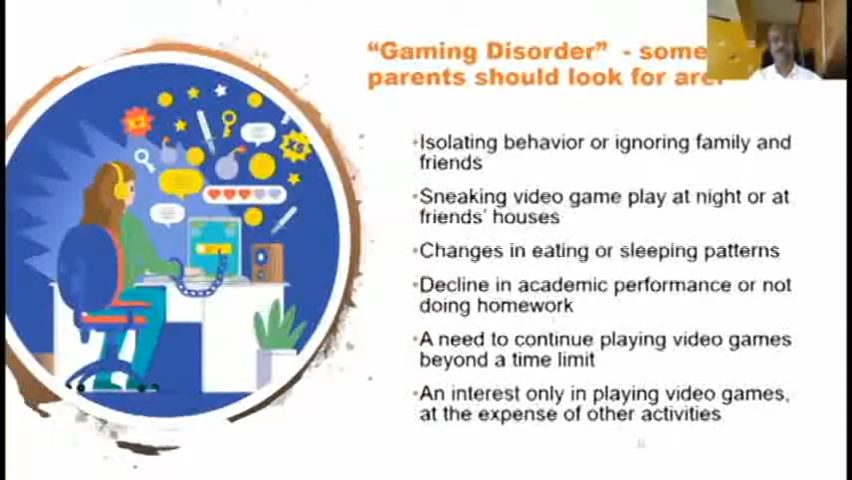 “Gaming Disorder” - some
parents should look for are:
•Isolating behavior or ignoring family and
friends
•Sneaking video game play at night or at
friends’ houses
•Changes in eating or sleeping patterns
•Decline in academic performance or not
doing homework
•A need to continue playing video games
beyond a time limit
•An interest only in playing video games,
at the expense of other activities
X5